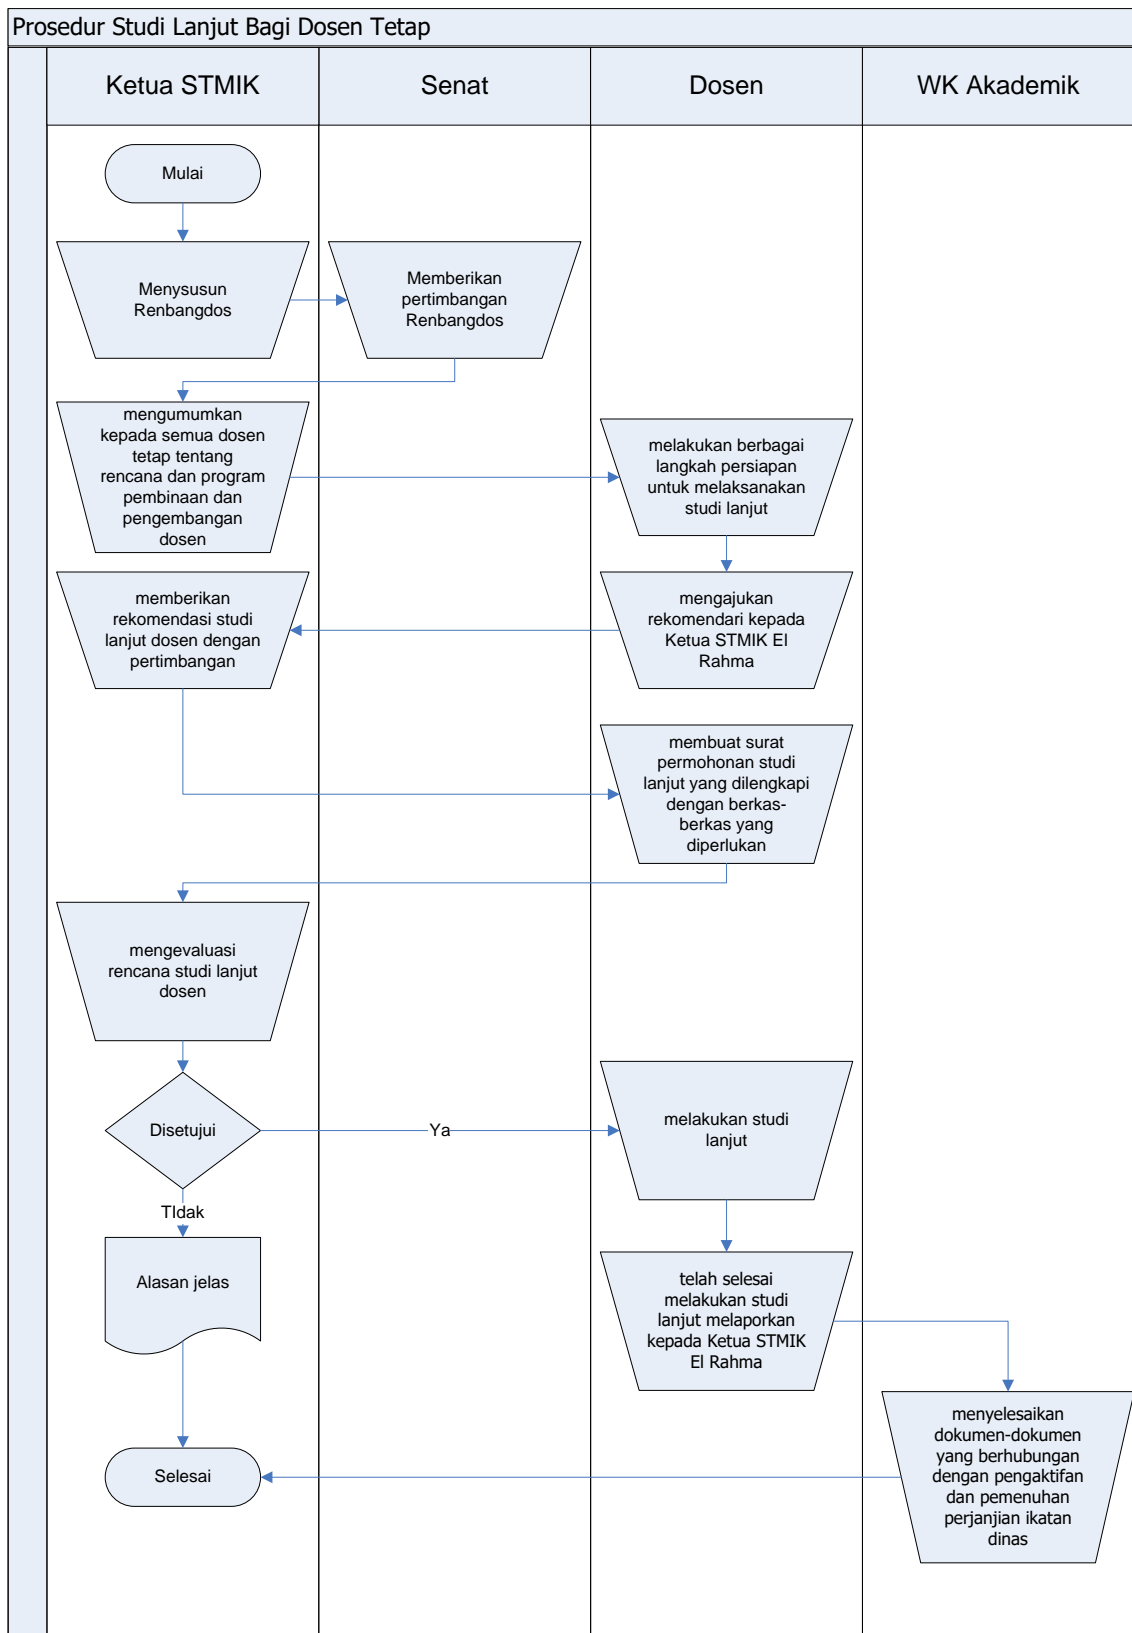 Prosedur Studi Lanjut Bagi Dosen Tetap
Ketua STMIK
Senat
Dosen
WK Akademik
Mulai
Menysusun
Renbangdos
Memberikan
pertimbangan
Renbangdos
mengumumkan
kepada semua dosen
tetap tentang
rencana dan program
pembinaan dan
pengembangan
dosen
melakukan berbagai
langkah persiapan
untuk melaksanakan
studi lanjut
memberikan
rekomendasi studi
lanjut dosen dengan
pertimbangan
mengajukan
rekomendari kepada
Ketua STMIK El
Rahma
membuat surat
permohonan studi
lanjut yang dilengkapi
dengan berkas-
berkas yang
diperlukan
mengevaluasi
rencana studi lanjut
dosen
Disetujui
Ya
melakukan studi
lanjut
TIdak
Alasan jelas
telah selesai
melakukan studi
lanjut melaporkan
kepada Ketua STMIK
El Rahma
menyelesaikan
dokumen-dokumen
yang berhubungan
dengan pengaktifan
dan pemenuhan
perjanjian ikatan
dinas
Selesai